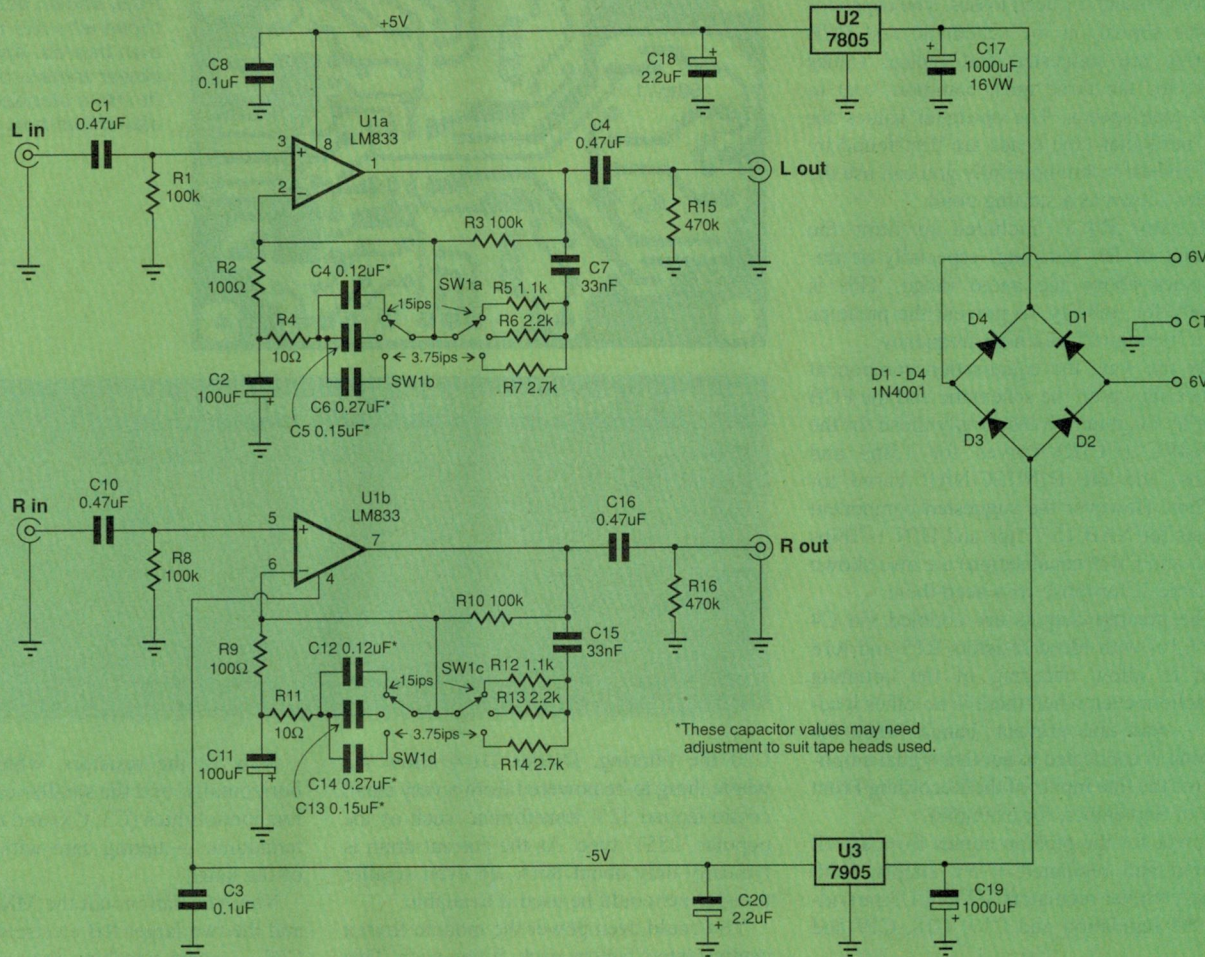 +5V
U2
7805
C8
0.1uF
C18
2.2uF
+
+
C17
1000uF
16VW
C1
0.47uF
L in
U1a
LM833
3
+
8
1
2
−
C4
0.47uF
L out
R1
100k
R15
470k
R3 100k
C7
33nF
R2
100Ω
C4 0.12uF*
SW1a
15ips
R5 1.1k
R6 2.2k
R4
10Ω
3.75ips
R7 2.7k
SW1b
C2
100uF
+
C6 0.27uF*
C5 0.15uF*
6V
CT
6V
D4
D1
D1 - D4
1N4001
D3
D2
R in
C10
0.47uF
U1b
LM833
5
+
7
6
−
4
C16
0.47uF
R out
R8
100k
R16
470k
R10 100k
C15
33nF
R9
100Ω
C12 0.12uF*
SW1c
15ips
R12 1.1k
R13 2.2k
R11
10Ω
3.75ips
R14 2.7k
SW1d
C11
100uF
+
C14 0.27uF*
C13 0.15uF*
*These capacitor values may need
adjustment to suit tape heads used.
-5V
U3
7905
C3
0.1uF
C20
2.2uF
+
C19
1000uF
+